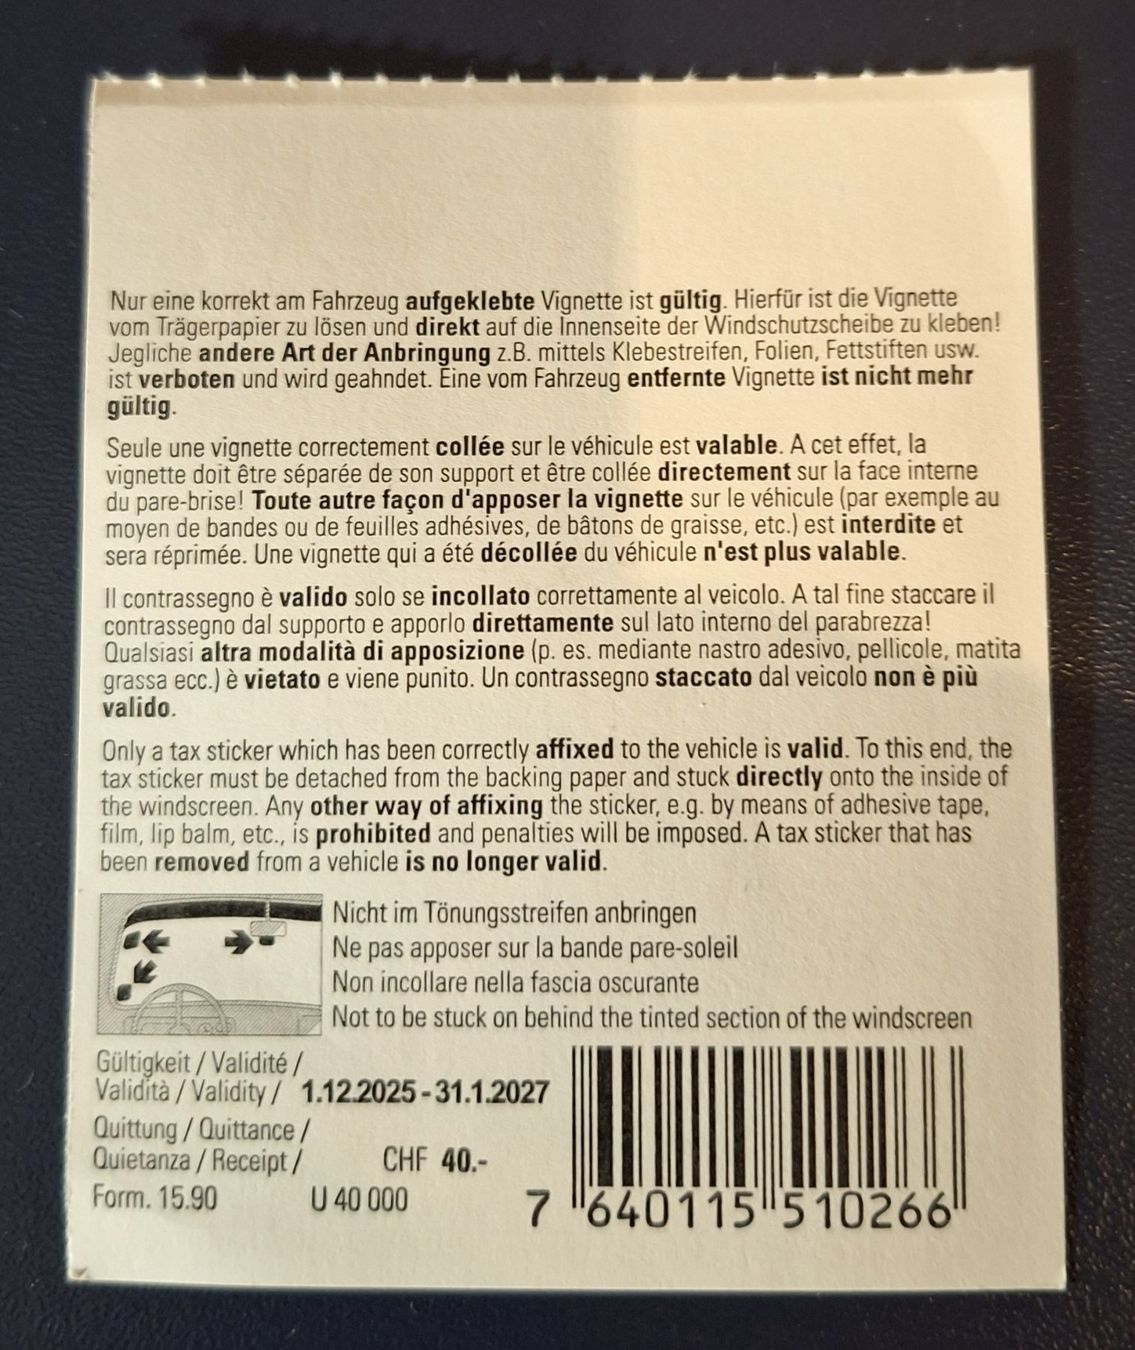 Nur eine korrekt am Fahrzeug aufgeklebte Vignette ist gültig. Hierfür ist die Vignette
vom Trägerpapier zu lösen und direkt auf die Innenseite der Windschutzscheibe zu kleben!
Jegliche andere Art der Anbringung z.B. mittels Klebestreifen, Folien, Fettstiften usw.
ist verboten und wird geahndet. Eine vom Fahrzeug entfernte Vignette ist nicht mehr
gültig.
Seule une vignette correctement collée sur le véhicule est valable. A cet effet, la
vignette doit être séparée de son support et être collée directement sur la face interne
du pare-brise! Toute autre façon d'apposer la vignette sur le véhicule (par exemple au
moyen de bandes ou de feuilles adhésives, de bâtons de graisse, etc.) est interdite et
sera réprimée. Une vignette qui a été décollée du véhicule n'est plus valable.
Il contrassegno è valido solo se incollato correttamente al veicolo. A tal fine staccare il
contrassegno dal supporto e apporlo direttamente sul lato interno del parabrezza!
Qualsiasi altra modalità di apposizione (p. es. mediante nastro adesivo, pellicole, matita
grassa ecc.) è vietato e viene punito. Un contrassegno staccato dal veicolo non è più
valido.
Only a tax sticker which has been correctly affixed to the vehicle is valid. To this end, the
tax sticker must be detached from the backing paper and stuck directly onto the inside of
the windscreen. Any other way of affixing the sticker, e.g. by means of adhesive tape,
film, lip balm, etc., is prohibited and penalties will be imposed. A tax sticker that has
been removed from a vehicle is no longer valid.
Nicht im Tönungsstreifen anbringen
Ne pas apposer sur la bande pare-soleil
Non incollare nella fascia oscurante
Not to be stuck on behind the tinted section of the windscreen
Gültigkeit / Validité /
Validità / Validity / 1.12.2025 - 31.1.2027
Quittung / Quittance /
Quietanza / Receipt / CHF 40.-
Form. 15.90 U 40 000
7 640115 510266